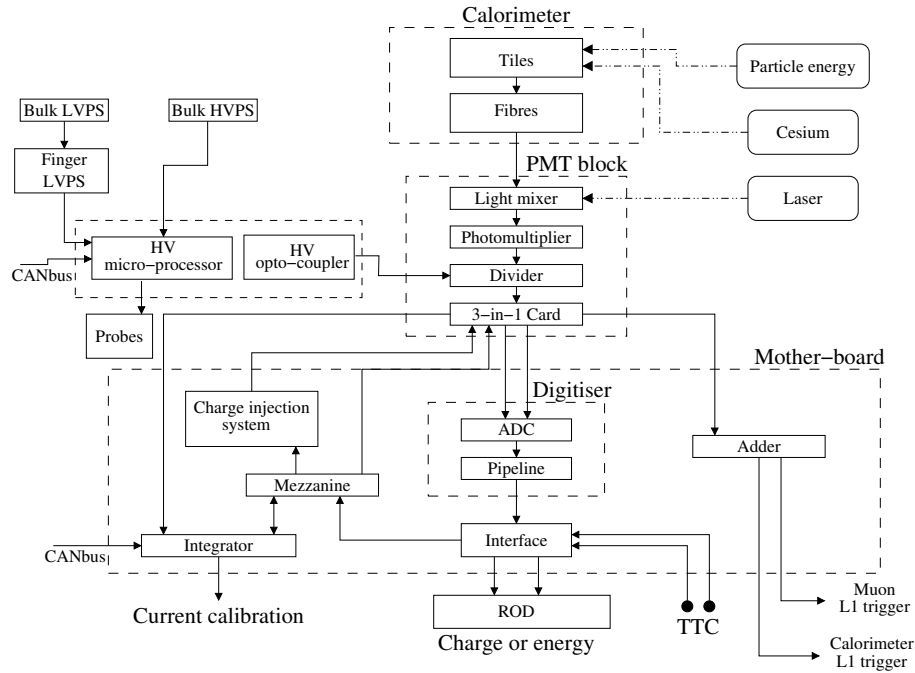 Calorimeter
Tiles
Particle energy
Bulk LVPS
Bulk HVPS
Fibres
Cesium
Finger
LVPS
PMT block
Light mixer
Laser
Photomultiplier
HV
micro-processor
HV
opto-coupler
Divider
CANbus
3-in-1 Card
Probes
Mother-board
Digitiser
Charge injection
system
ADC
Adder
Pipeline
Mezzanine
Interface
Integrator
CANbus
Current calibration
ROD
TTC
Muon
L1 trigger
Charge or energy
Calorimeter
L1 trigger